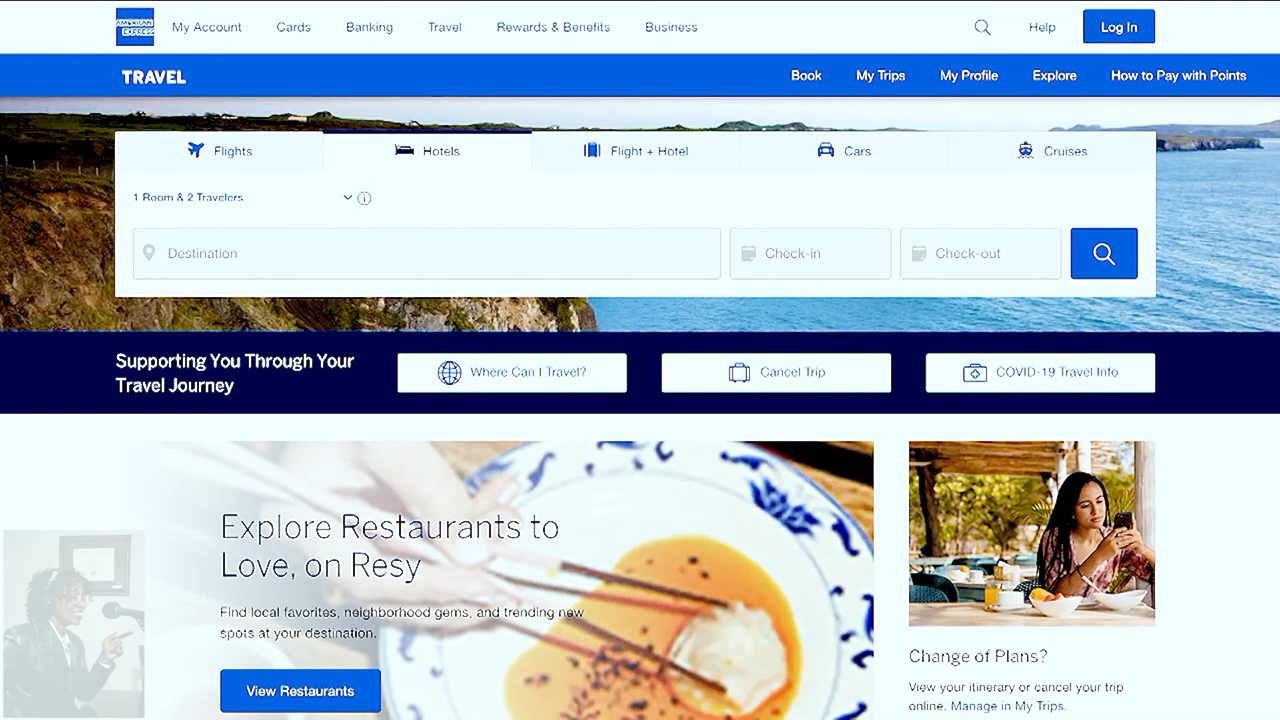 AMERICAN
EXPRESS
My Account
Cards
Banking
Travel
Rewards & Benefits
Business
Help
Log In
TRAVEL
Book
My Trips
My Profile
Explore
How to Pay with Points
Flights
Hotels
Flight + Hotel
Cars
Cruises
1 Room & 2 Travelers
Destination
Check-in
Check-out
Supporting You Through Your
Travel Journey
Where Can I Travel?
Cancel Trip
COVID-19 Travel Info
Explore Restaurants to
Love, on Resy
Find local favorites, neighborhood gems, and trending new
spots at your destination.
View Restaurants
Change of Plans?
View your itinerary or cancel your trip
online. Manage in My Trips.